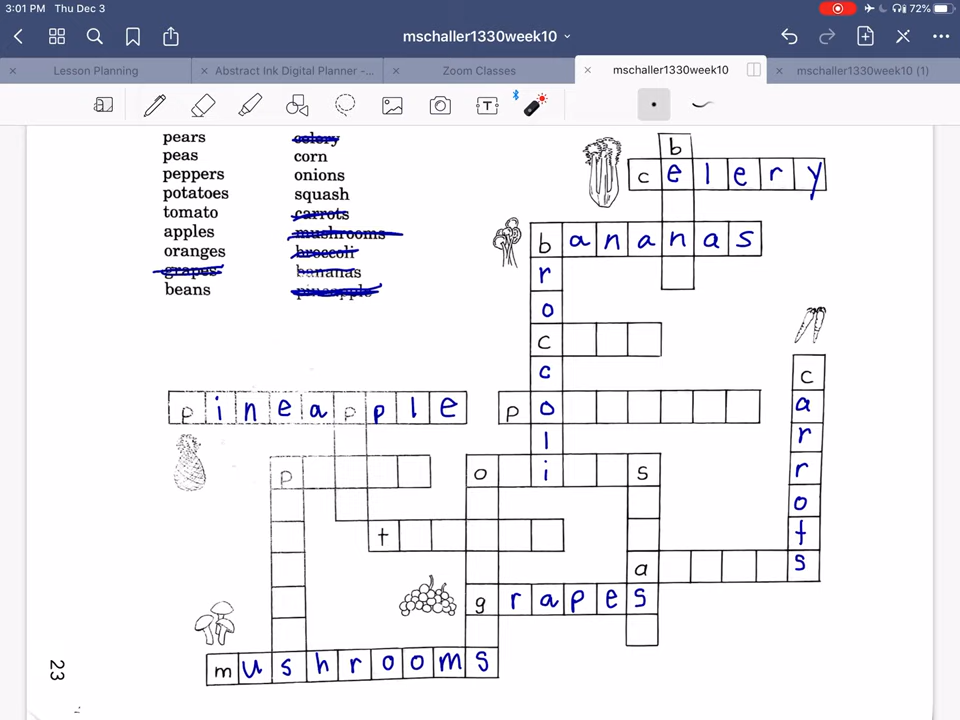 3:01 PM Thu Dec 3
72%
mschaller1330week10
Lesson Planning
Abstract Ink Digital Planner -...
Zoom Classes
mschaller1330week10
mschaller1330week10 (1)
pears celery
peas corn
peppers onions
potatoes squash
tomato carrots
apples mushrooms
oranges broccoli
grapes bananas
beans pineapple
b
celery
bananas
r
o
c
c
c
pineapple
po
a
l
r
p
o i s
r
o
t
t
a
s
grapes
mushrooms
23